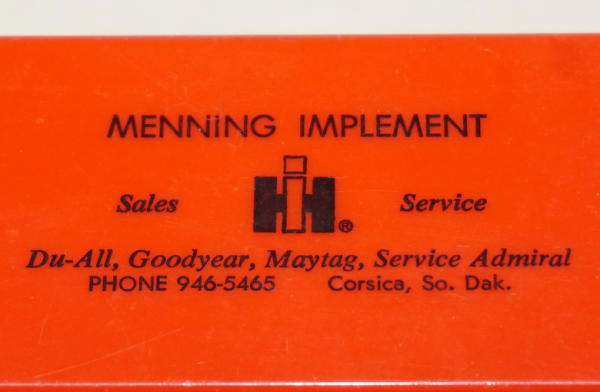 MENNiNG IMPLEMENT
IH®
Sales Service
Du-All, Goodyear, Maytag, Service Admiral
PHONE 946-5465 Corsica, So. Dak.